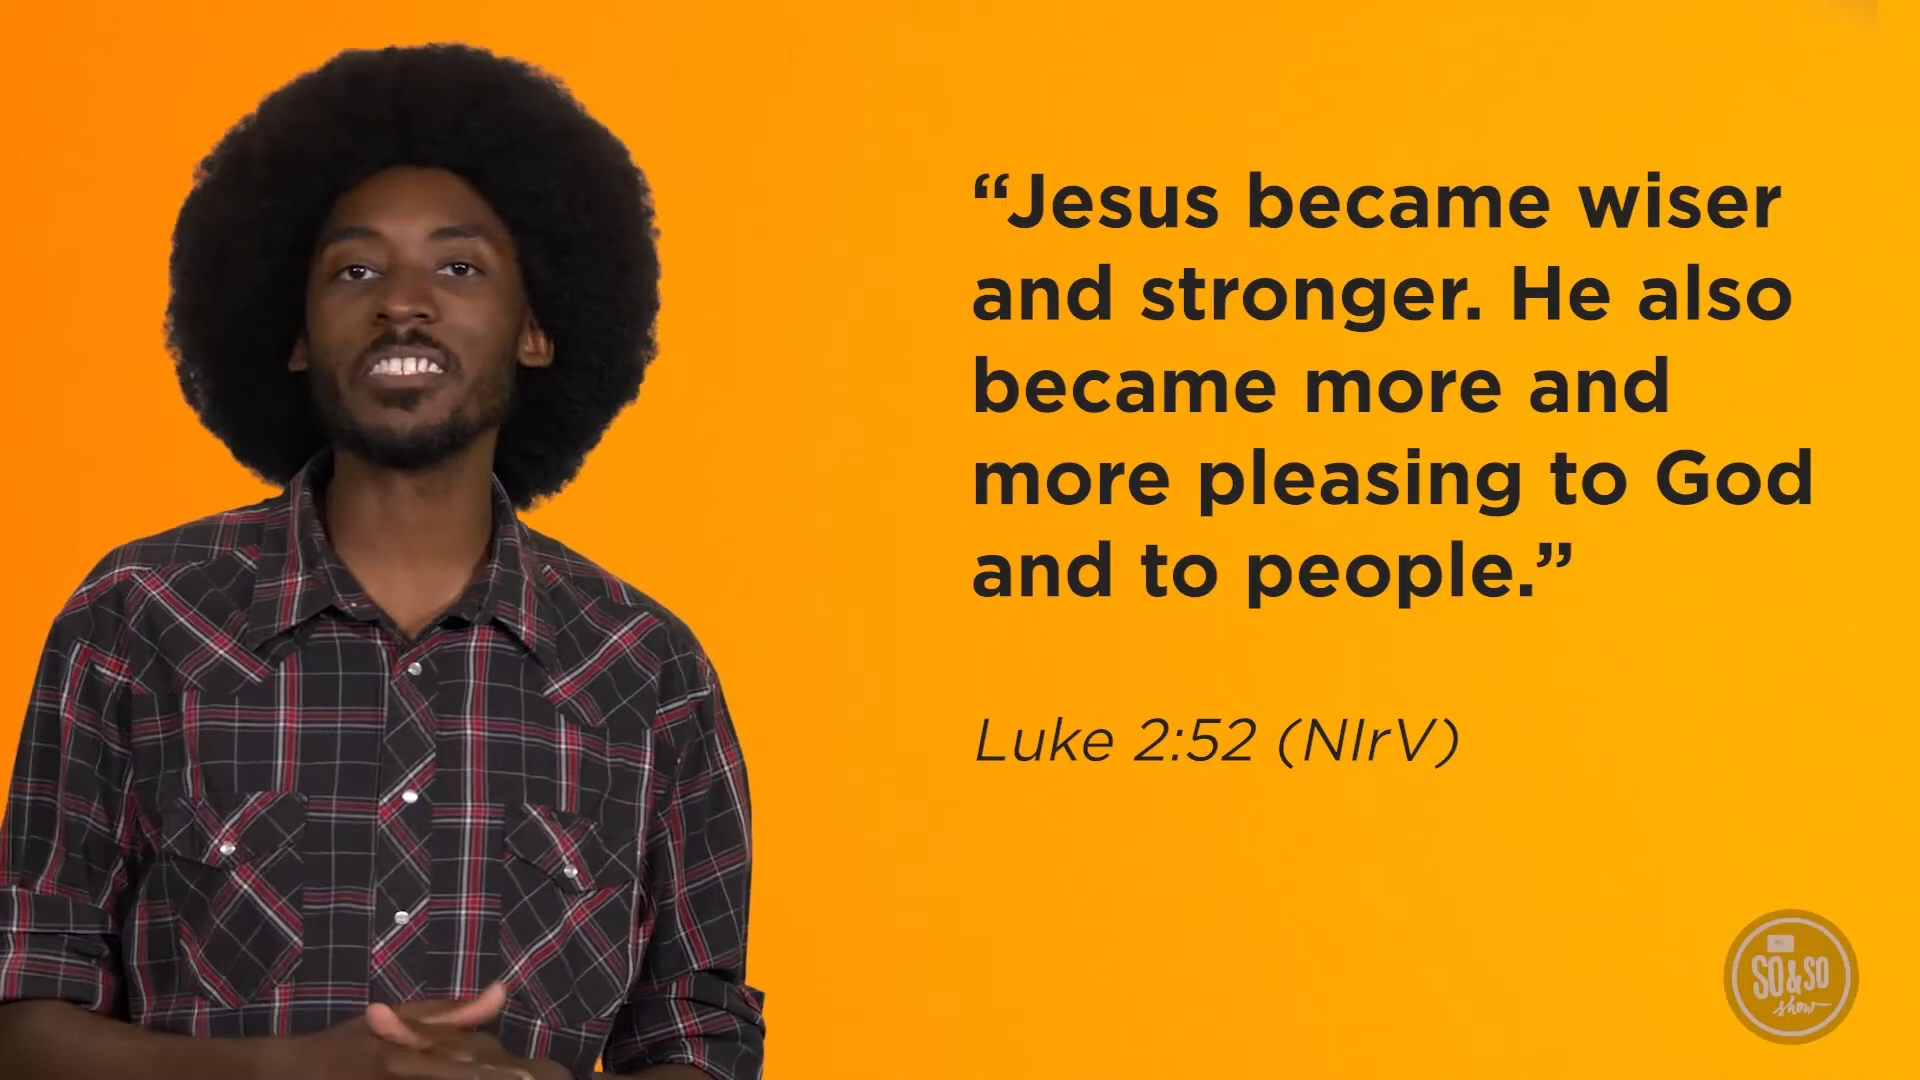 “Jesus became wiser
and stronger. He also
became more and
more pleasing to God
and to people.”
Luke 2:52 (NIrV)
SO & SO
show